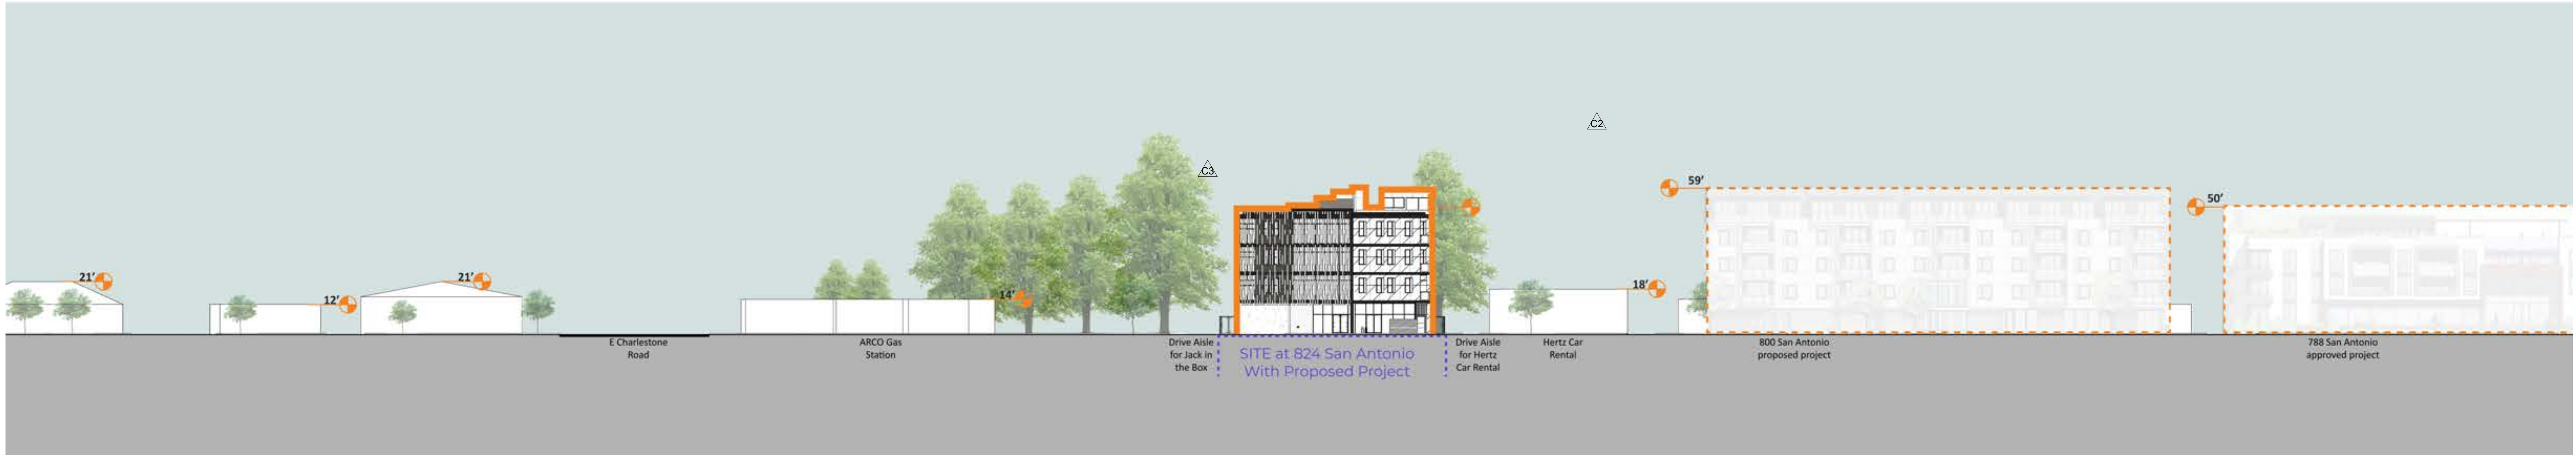 C2
C3
59'
50'
21'
21'
12'
14'
18'
E Charlestone
Road
ARCO Gas
Station
Drive Aisle
for Jack in
the Box
SITE at 824 San Antonio
With Proposed Project
Drive Aisle
for Hertz
Car Rental
Hertz Car
Rental
800 San Antonio
proposed project
788 San Antonio
approved project